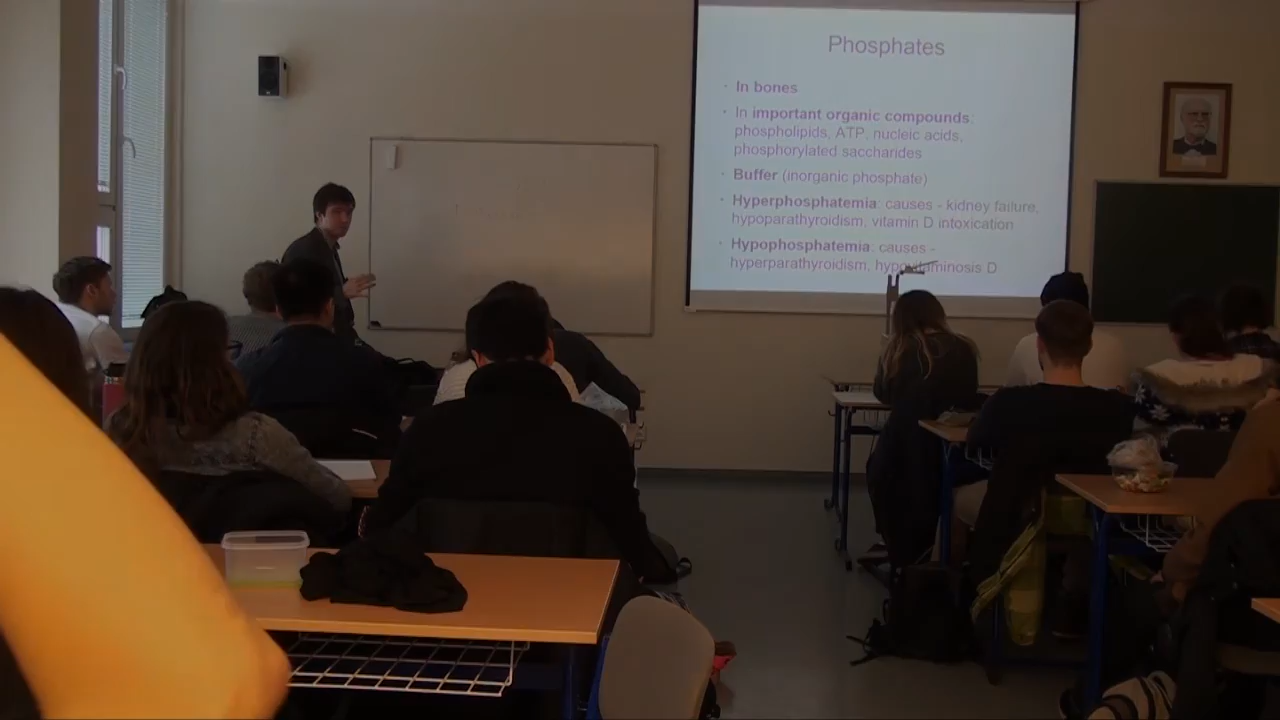 Phosphates
· In bones
· In important organic compounds:
phospholipids, ATP, nucleic acids,
phosphorylated saccharides
· Buffer (inorganic phosphate)
· Hyperphosphatemia: causes - kidney failure,
hypoparathyroidism, vitamin D intoxication
· Hypophosphatemia: causes -
hyperparathyroidism, hypovitaminosis D